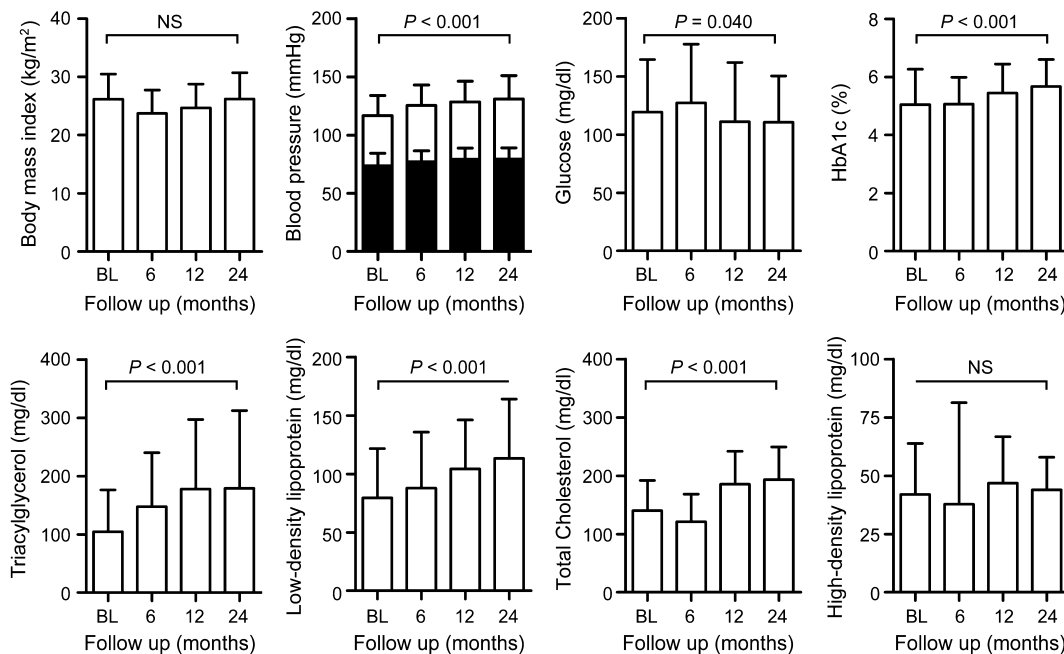 Body mass index (kg/m²)
40
30
20
10
0
NS
BL 6 12 24
Follow up (months)
Blood pressure (mmHg)
200
150
100
50
0
P < 0.001
BL 6 12 24
Follow up (months)
Glucose (mg/dl)
200
150
100
50
0
P = 0.040
BL 6 12 24
Follow up (months)
HbA1c (%)
8
6
4
2
0
P < 0.001
BL 6 12 24
Follow up (months)
Triacylglycerol (mg/dl)
400
300
200
100
0
P < 0.001
BL 6 12 24
Follow up (months)
Low-density lipoprotein (mg/dl)
200
150
100
50
0
P < 0.001
BL 6 12 24
Follow up (months)
Total Cholesterol (mg/dl)
400
300
200
100
0
P < 0.001
BL 6 12 24
Follow up (months)
High-density lipoprotein (mg/dl)
100
75
50
25
0
NS
BL 6 12 24
Follow up (months)